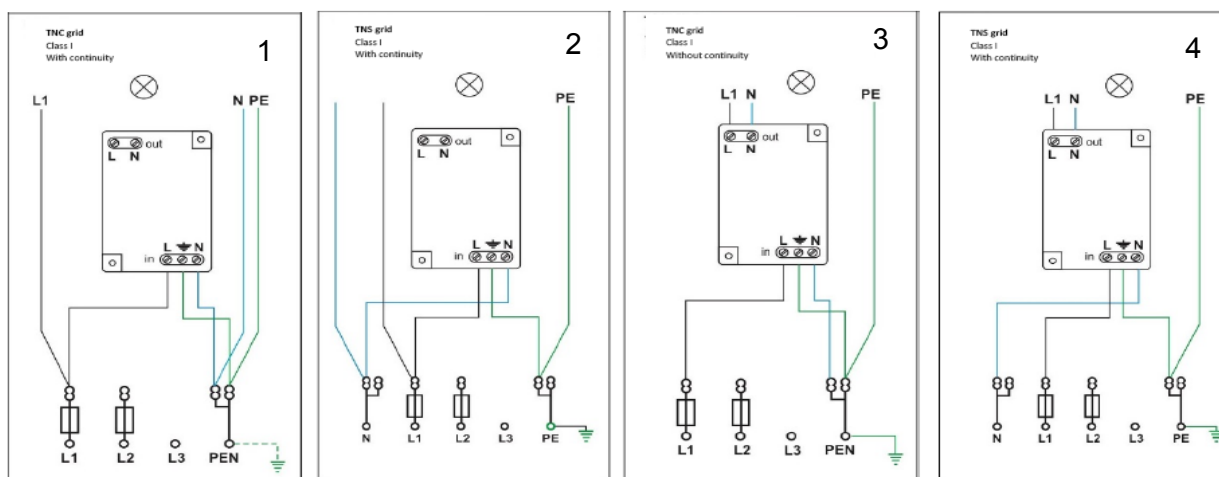 TNC grid
Class I
With continuity
1
L1
N PE
out
L N
L N
in
L1 L2 L3 PEN
TNS grid
Class I
With continuity
2
PE
out
L N
L N
in
N L1 L2 L3 PE
TNC grid
Class I
Without continuity
3
L1 N
PE
out
L N
L N
in
L1 L2 L3 PEN
TNS grid
Class I
With continuity
4
L1 N
PE
out
L N
L N
in
N L1 L2 L3 PE